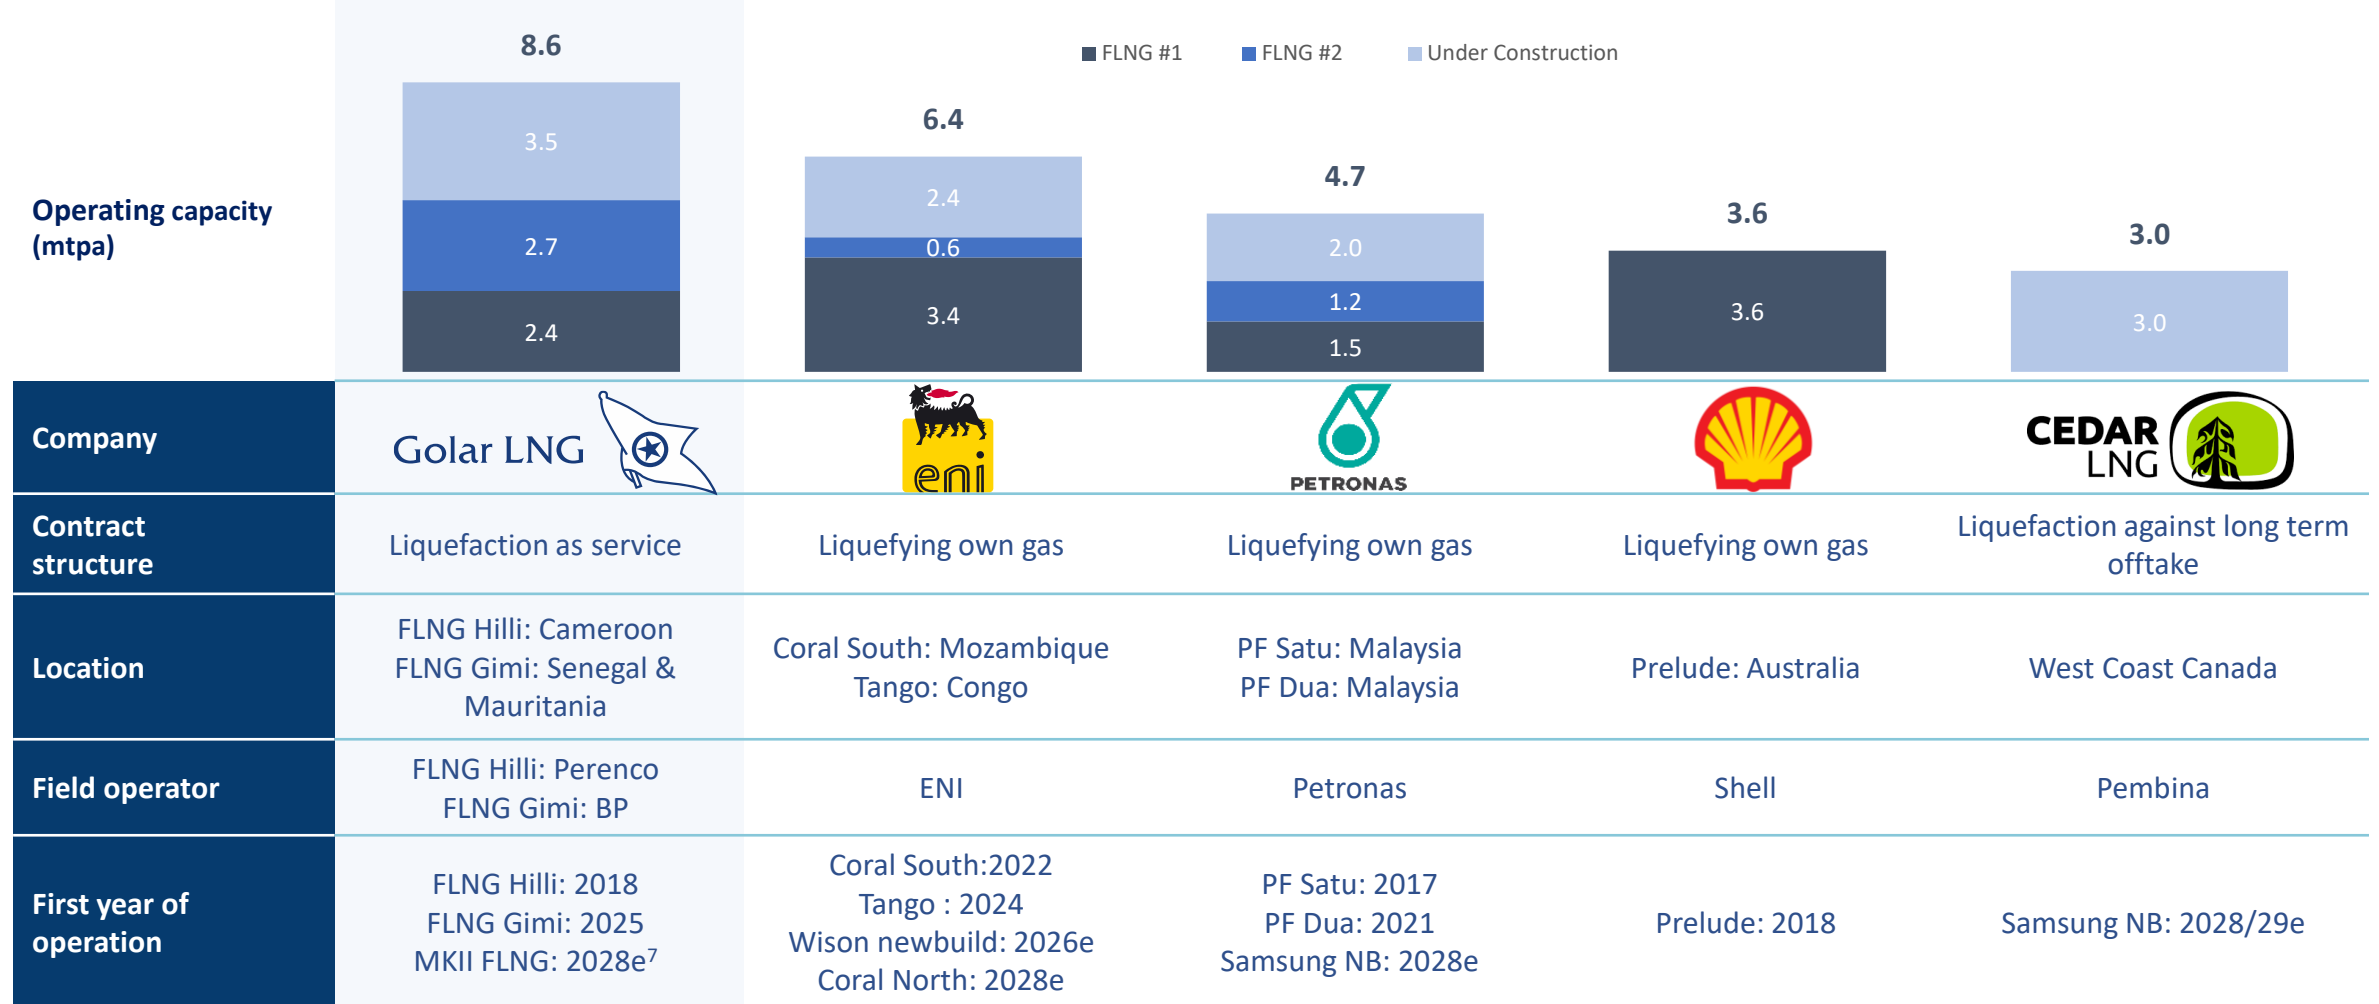 FLNG #1
FLNG #2
Under Construction
Operating capacity
(mtpa)
8.6
3.5
2.7
2.4
6.4
2.4
0.6
3.4
4.7
2.0
1.2
1.5
3.6
3.6
3.0
3.0
Company
Golar LNG
eni
PETRONAS
CEDAR
LNG
Contract
structure
Liquefaction as service
Liquefying own gas
Liquefying own gas
Liquefying own gas
Liquefaction against long term
offtake
Location
FLNG Hilli: Cameroon
FLNG Gimi: Senegal &
Mauritania
Coral South: Mozambique
Tango: Congo
PF Satu: Malaysia
PF Dua: Malaysia
Prelude: Australia
West Coast Canada
Field operator
FLNG Hilli: Perenco
FLNG Gimi: BP
ENI
Petronas
Shell
Pembina
First year of
operation
FLNG Hilli: 2018
FLNG Gimi: 2025
MKII FLNG: 2028e⁷
Coral South:2022
Tango : 2024
Wison newbuild: 2026e
Coral North: 2028e
PF Satu: 2017
PF Dua: 2021
Samsung NB: 2028e
Prelude: 2018
Samsung NB: 2028/29e